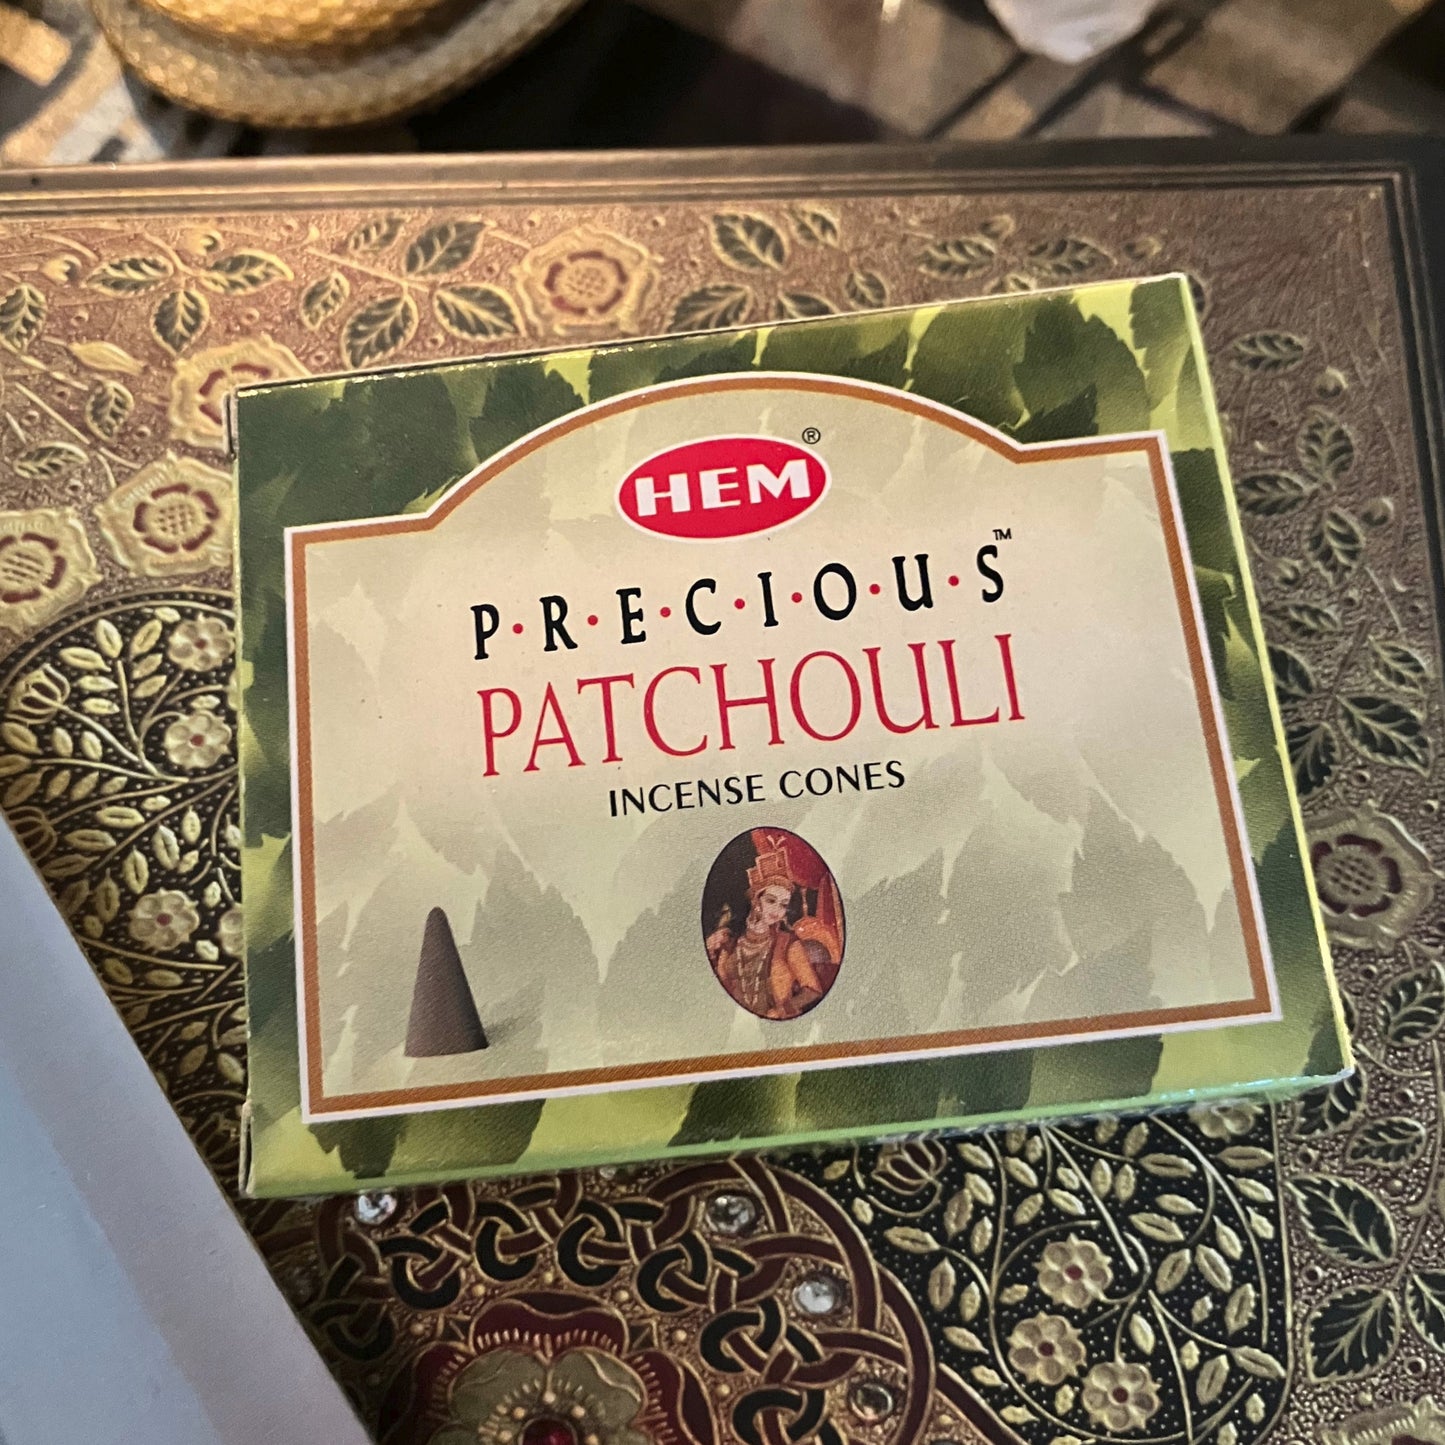 HEM®
P·R·E·C·I·O·U·S™
PATCHOULI
INCENSE CONES